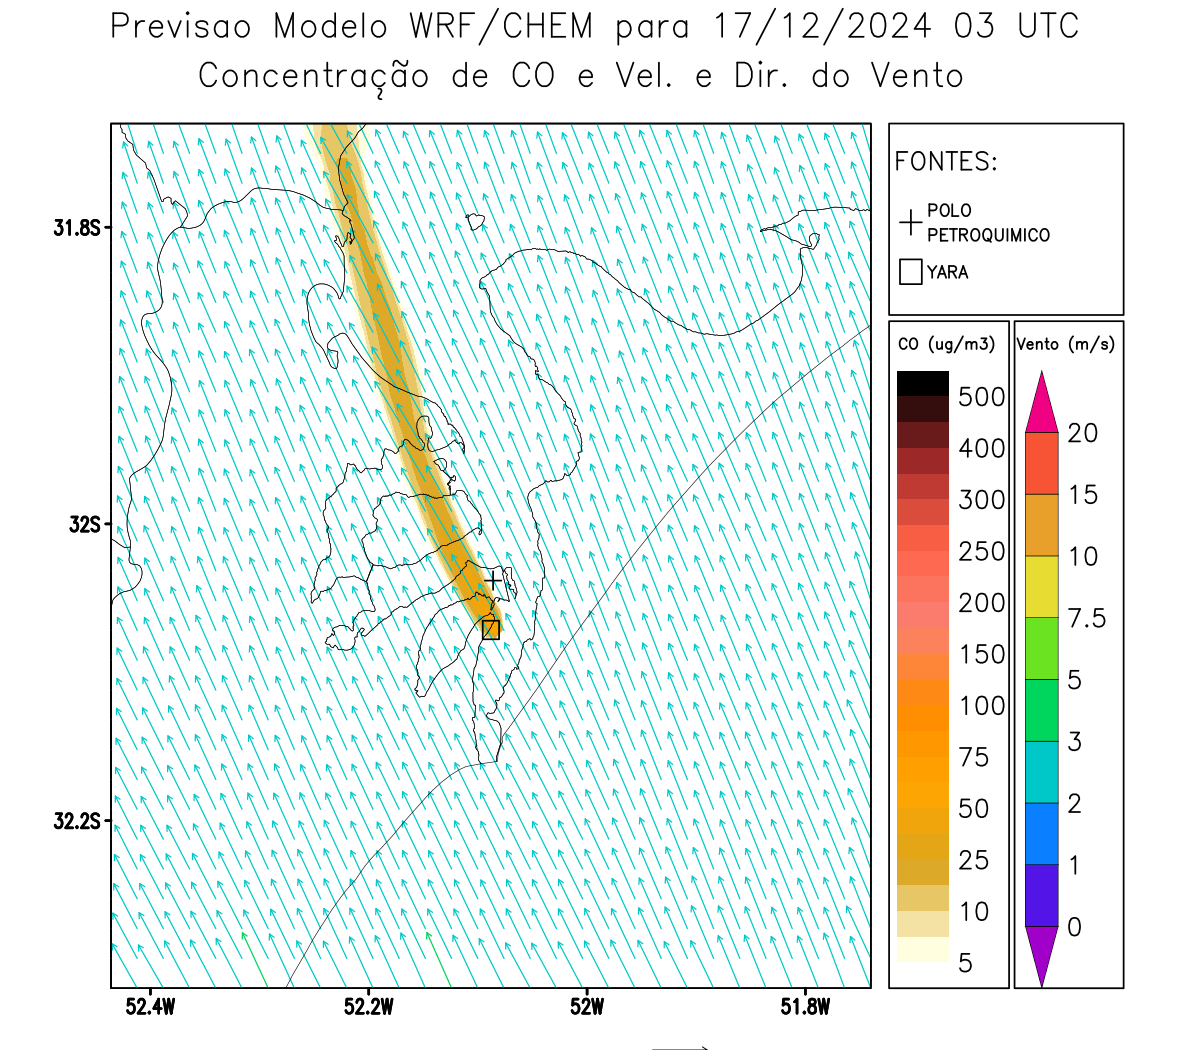 Previsao Modelo WRF/CHEM para 17/12/2024 03 UTC
Concentração de CO e Vel. e Dir. do Vento
FONTES:
POLO
PETROQUIMICO
YARA
CO (ug/m3)
500
400
300
250
200
150
100
75
50
25
10
5
Vento (m/s)
20
15
10
7.5
5
3
2
1
0
31.8S
32S
32.2S
52.4W
52.2W
52W
51.8W